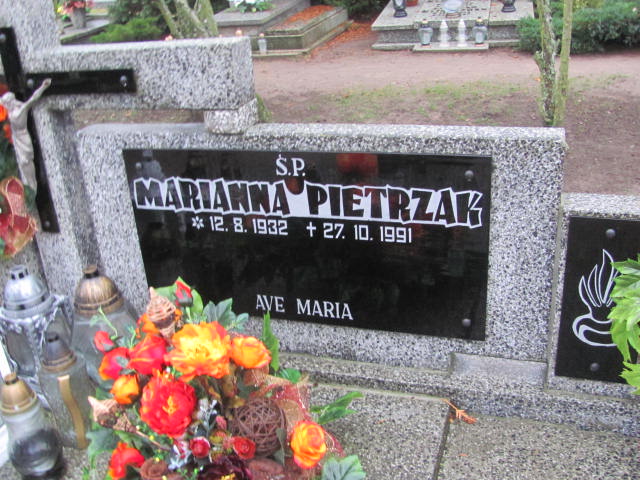 Ś.P.
MARIANNA PIETRZAK
* 12. 8. 1932 + 27. 10. 1991
AVE MARIA